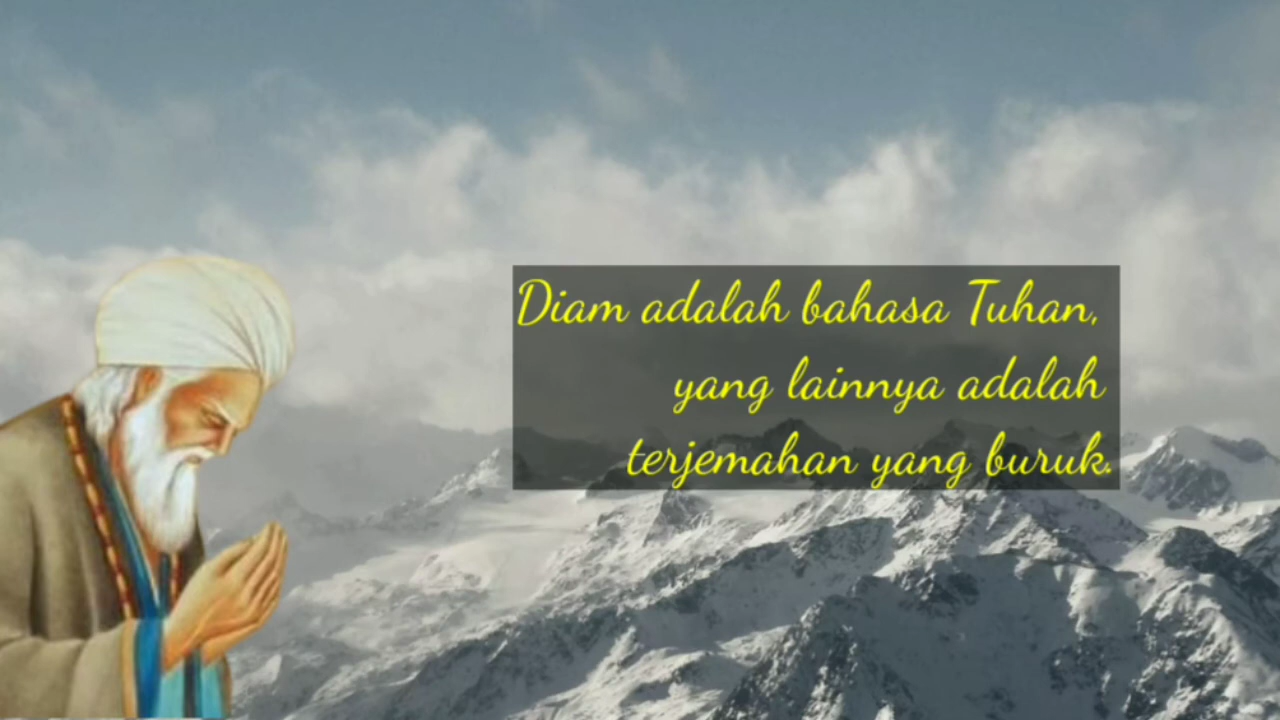 Diam adalah bahasa Tuhan,
yang lainnya adalah
terjemahan yang buruk.